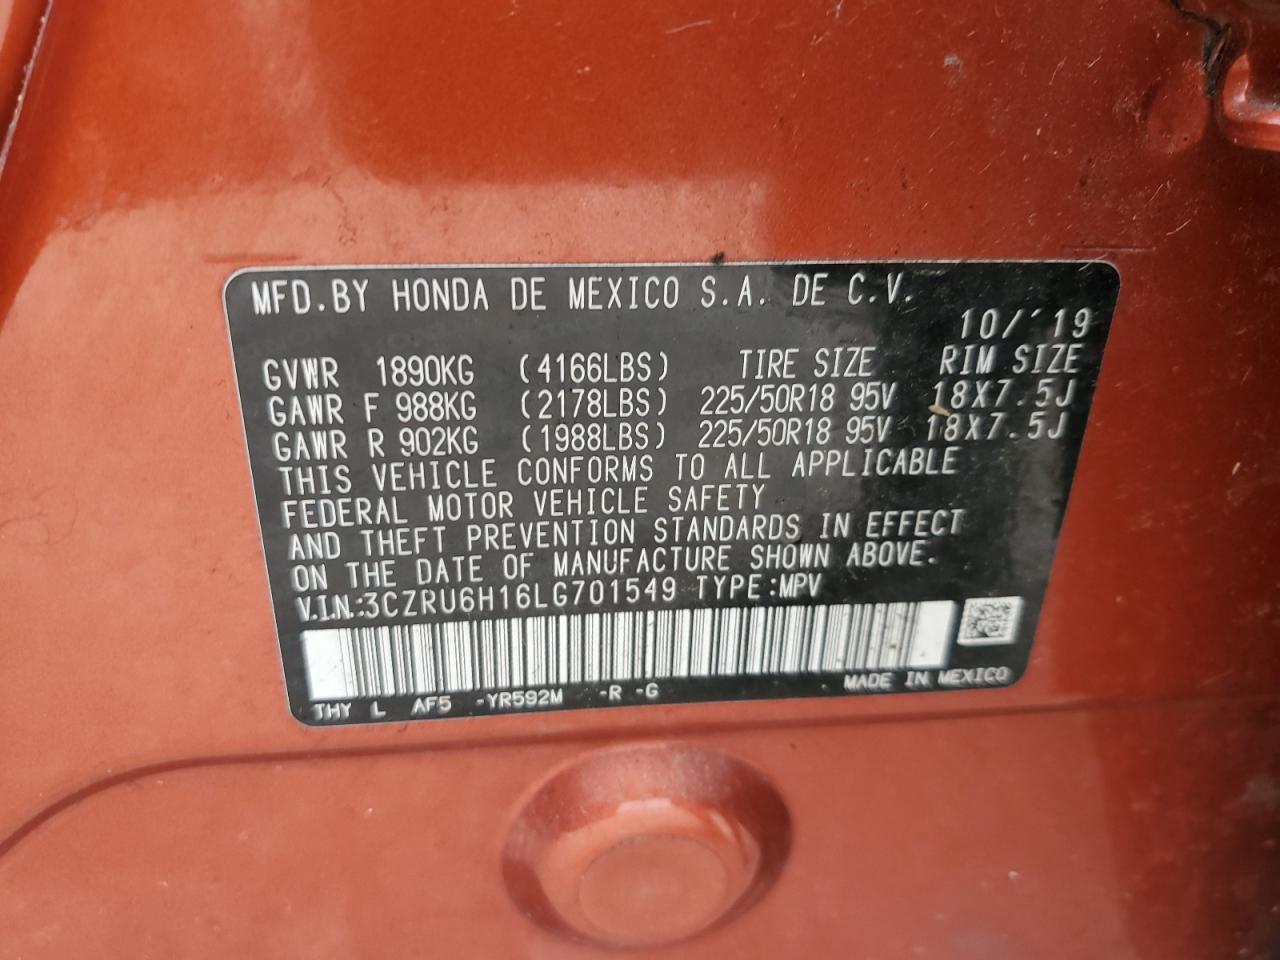 MFD.BY HONDA DE MEXICO S.A. DE C.V.
10/'19
GVWR 1890KG (4166LBS) TIRE SIZE RIM SIZE
GAWR F 988KG (2178LBS) 225/50R18 95V 18X7.5J
GAWR R 902KG (1988LBS) 225/50R18 95V 18X7.5J
THIS VEHICLE CONFORMS TO ALL APPLICABLE
FEDERAL MOTOR VEHICLE SAFETY
AND THEFT PREVENTION STANDARDS IN EFFECT
ON THE DATE OF MANUFACTURE SHOWN ABOVE.
V.I.N.:3CZRU6H16LG701549 TYPE:MPV
THY L AF5 -YR592M -R -G MADE IN MEXICO